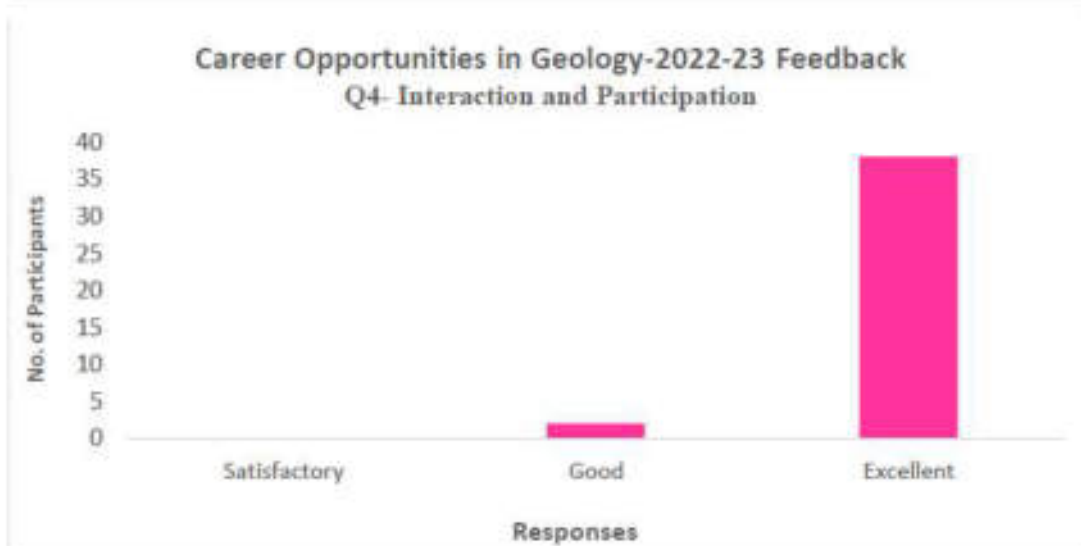 Career Opportunities in Geology-2022-23 Feedback
Q4- Interaction and Participation
No. of Participants
40
35
30
25
20
15
10
5
0
Satisfactory Good Excellent
Responses